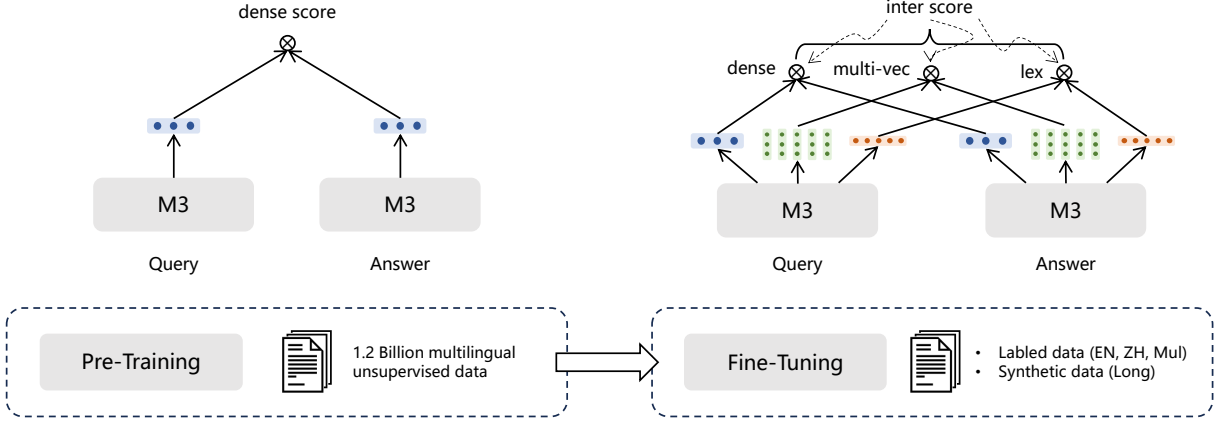 dense score
M3
M3
Query
Answer
Pre-Training
1.2 Billion multilingual
unsupervised data
inter score
dense
multi-vec
lex
M3
M3
Query
Answer
Fine-Tuning
• Labled data (EN, ZH, Mul)
• Synthetic data (Long)